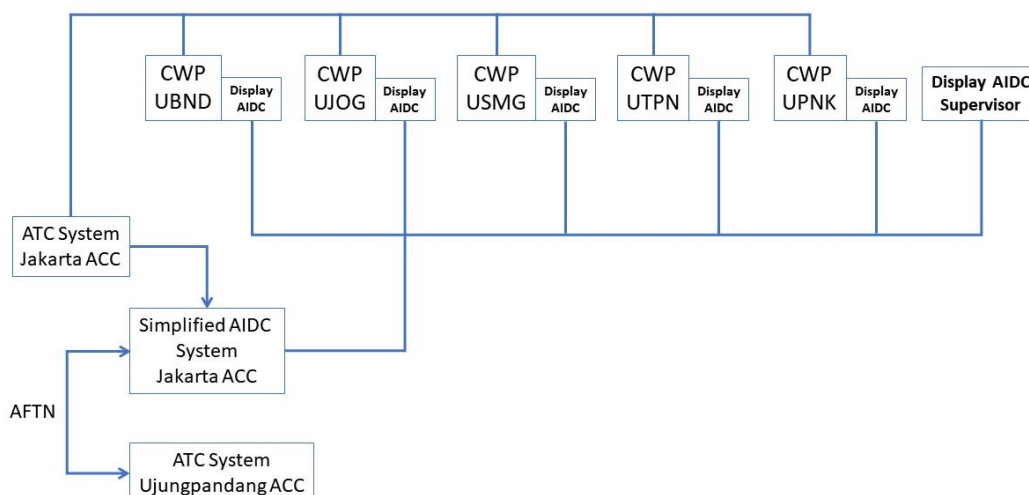 CWP
UBND
Display
AIDC
CWP
UJOG
Display
AIDC
CWP
USMG
Display
AIDC
CWP
UTPN
Display
AIDC
CWP
UPNK
Display
AIDC
Display AIDC
Supervisor
ATC System
Jakarta ACC
Simplified AIDC
System
Jakarta ACC
AFTN
ATC System
Ujungpandang ACC